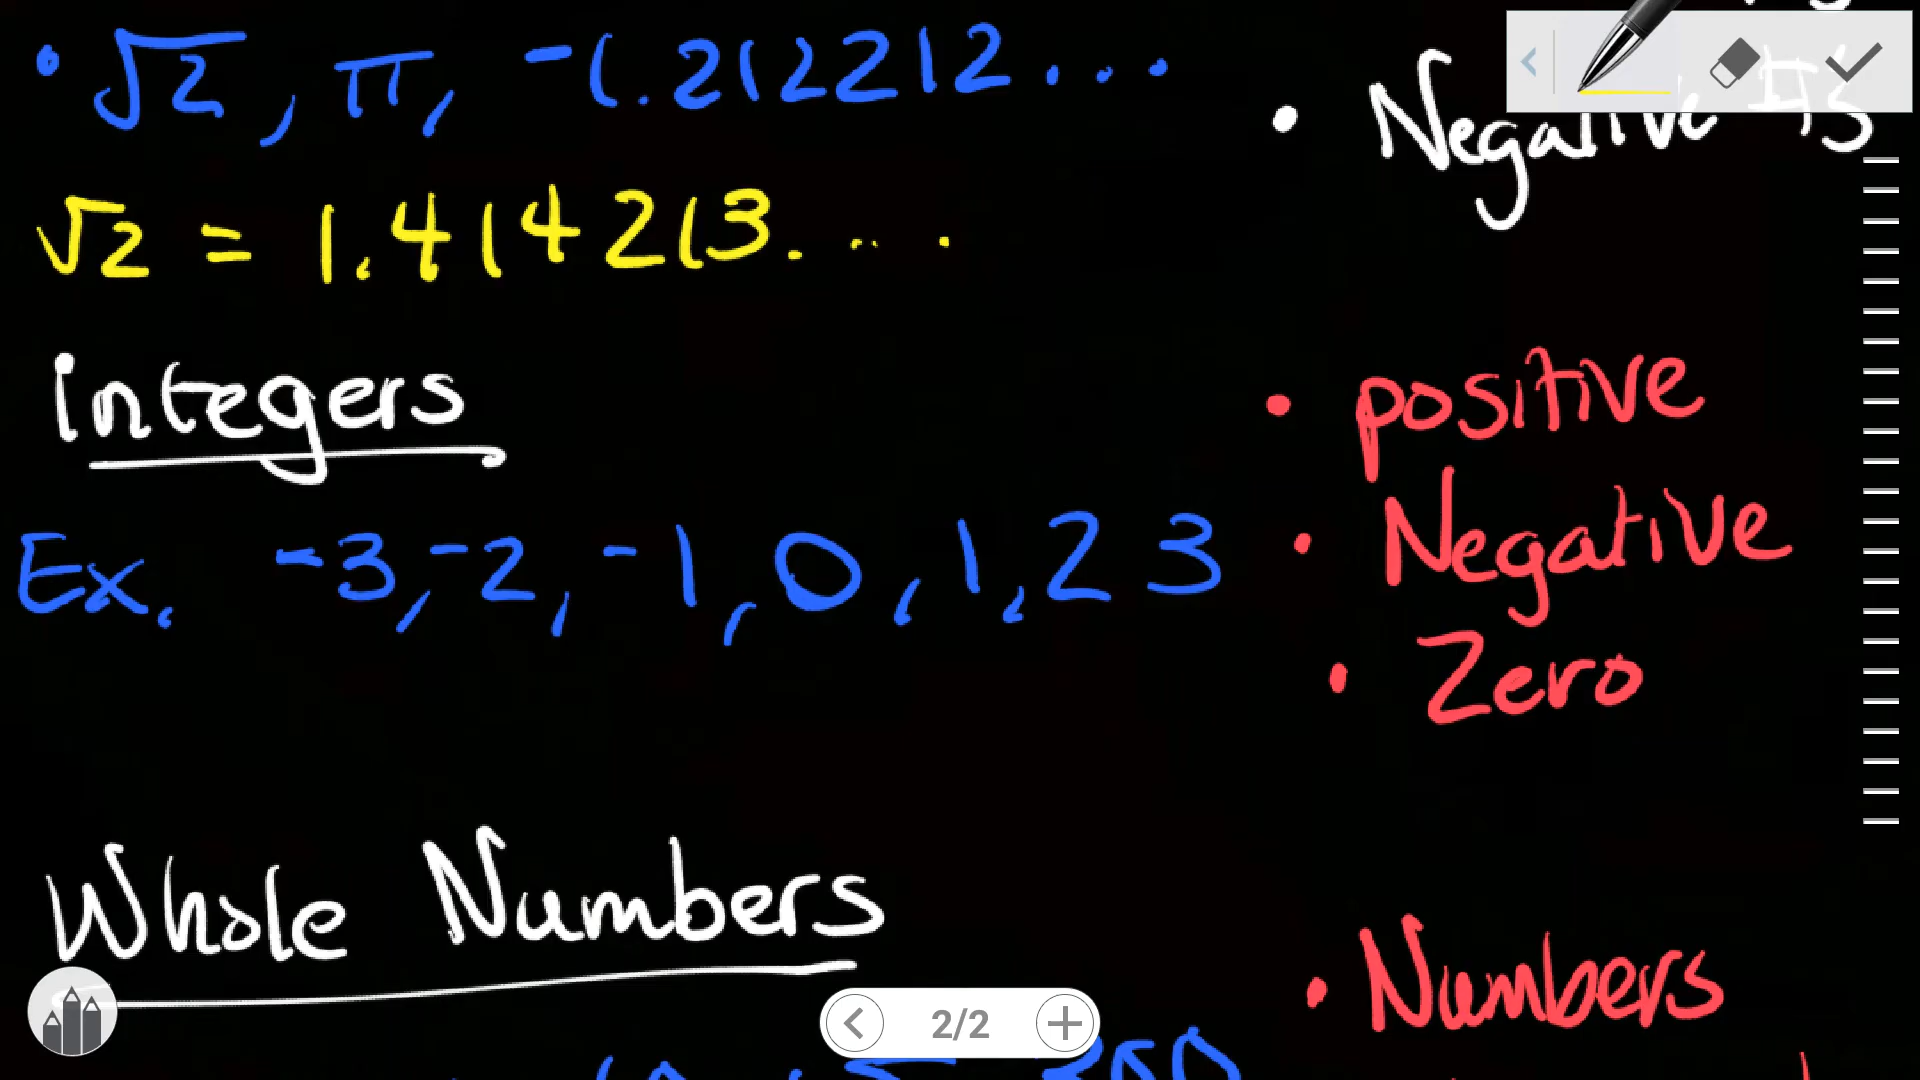 • √2, π, -1.2122212...
• Negative #s
√2 = 1.414213. ...
integers
• positive
Ex. -3, -2, -1, 0, 1, 2 3
• Negative
• Zero
Whole Numbers
• Numbers
2/2